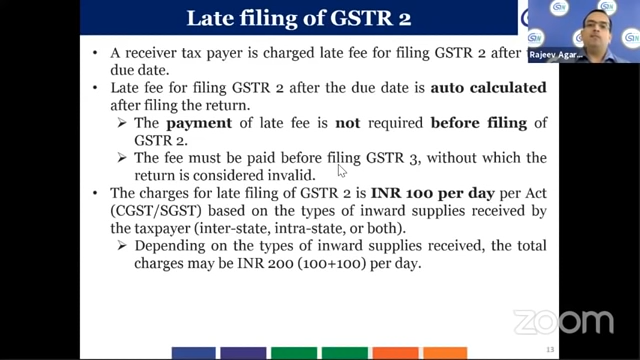 Late filing of GSTR 2
Rajeev Agar
• A receiver tax payer is charged late fee for filing GSTR 2 after
due date.
• Late fee for filing GSTR 2 after the due date is auto calculated
after filing the return.
➢ The payment of late fee is not required before filing of
GSTR 2.
➢ The fee must be paid before filing GSTR 3, without which the
return is considered invalid.
• The charges for late filing of GSTR 2 is INR 100 per day per Act
(CGST/SGST) based on the types of inward supplies received by
the taxpayer (inter-state, intra-state, or both).
➢ Depending on the types of inward supplies received, the total
charges may be INR 200 (100+100) per day.
zoom
13